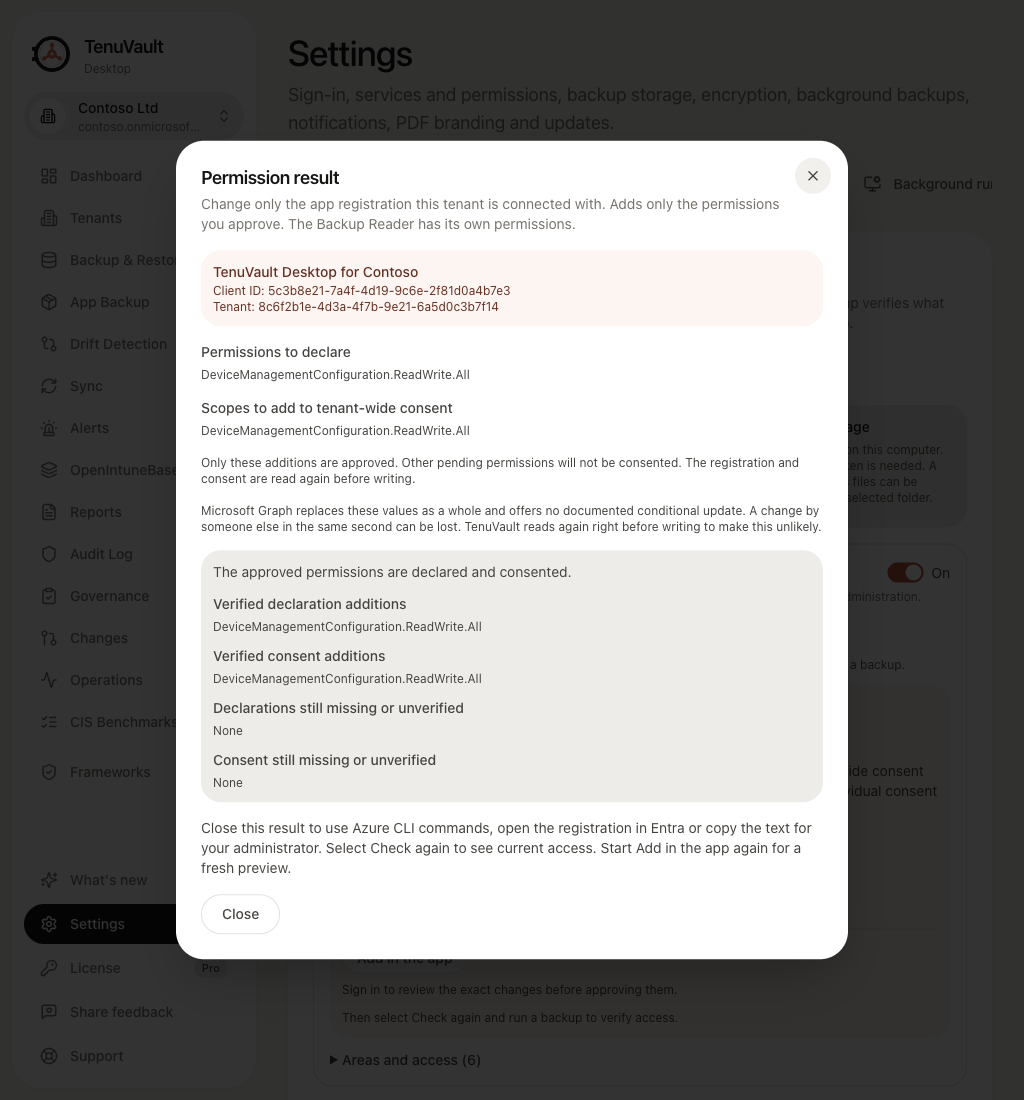 TenuVault
Desktop
Contoso Ltd
contoso.onmicrosof...
Dashboard
Tenants
Backup & Resto
App Backup
Drift Detection
Sync
Alerts
OpenIntuneBase
Reports
Audit Log
Governance
Changes
Operations
CIS Benchmarks
Frameworks
What's new
Settings
License
Pro
Share feedback
Support
Settings
Sign-in, services and permissions, backup storage, encryption, background backups,
notifications, PDF branding and updates.
Background ru
Permission result
Change only the app registration this tenant is connected with. Adds only the permissions
you approve. The Backup Reader has its own permissions.
TenuVault Desktop for Contoso
Client ID: 5c3b8e21-7a4f-4d19-9c6e-2f81d0a4b7e3
Tenant: 8c6f2b1e-4d3a-4f7b-9e21-6a5d0c3b7f14
Permissions to declare
DeviceManagementConfiguration.ReadWrite.All
Scopes to add to tenant-wide consent
DeviceManagementConfiguration.ReadWrite.All
Only these additions are approved. Other pending permissions will not be consented. The registration and
consent are read again before writing.
Microsoft Graph replaces these values as a whole and offers no documented conditional update. A change by
someone else in the same second can be lost. TenuVault reads again right before writing to make this unlikely.
The approved permissions are declared and consented.
Verified declaration additions
DeviceManagementConfiguration.ReadWrite.All
Verified consent additions
DeviceManagementConfiguration.ReadWrite.All
Declarations still missing or unverified
None
Consent still missing or unverified
None
Close this result to use Azure CLI commands, open the registration in Entra or copy the text for
your administrator. Select Check again to see current access. Start Add in the app again for a
fresh preview.
Close
verifies what
on this computer.
is needed. A
files can be
selected folder.
On
a backup.
consent
consent
Add in the app
Sign in to review the exact changes before approving them.
Then select Check again and run a backup to verify access.
Areas and access (6)